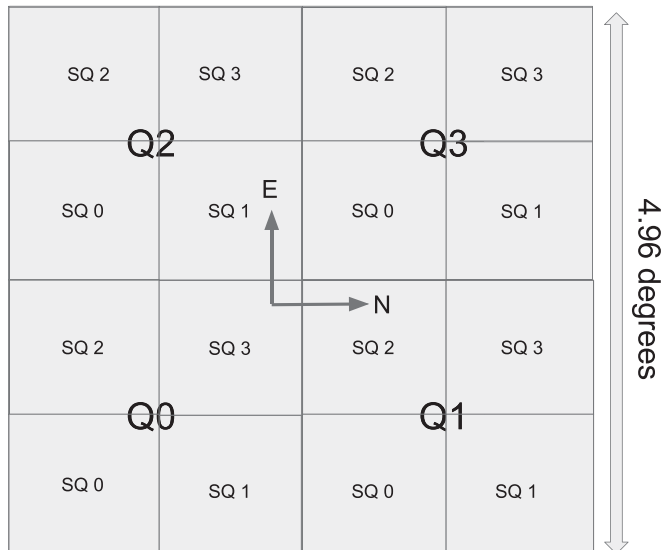 SQ 2 SQ 3 SQ 2 SQ 3
Q2 Q3
SQ 0 SQ 1 SQ 0 SQ 1
E
N
SQ 2 SQ 3 SQ 2 SQ 3
Q0 Q1
SQ 0 SQ 1 SQ 0 SQ 1
4.96 degrees